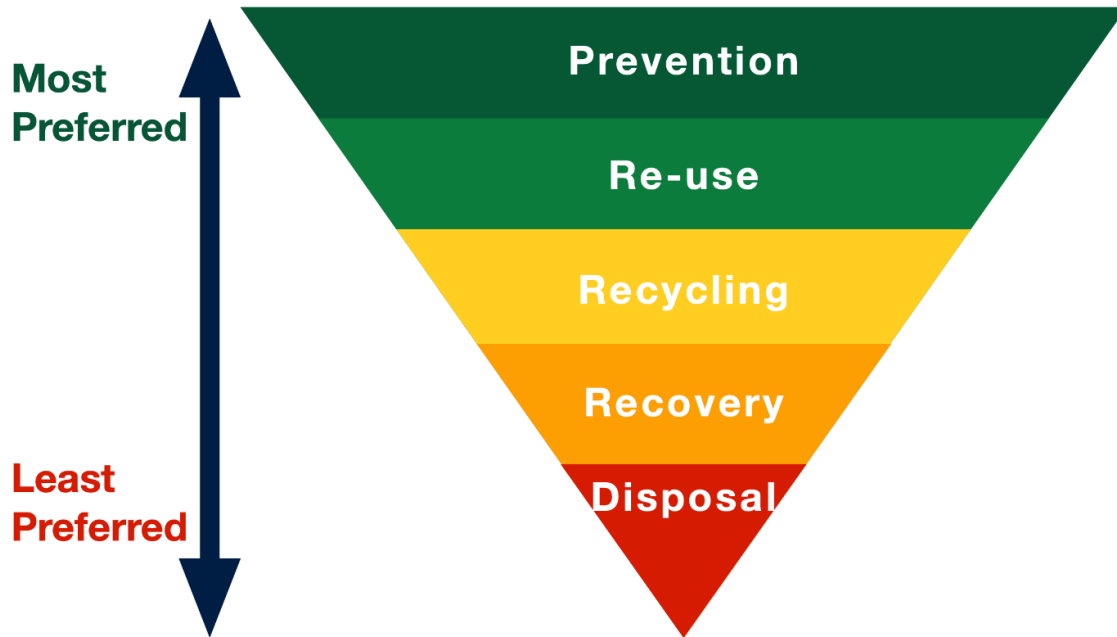 Most
Preferred
Prevention
Re-use
Recycling
Recovery
Least
Preferred
Disposal